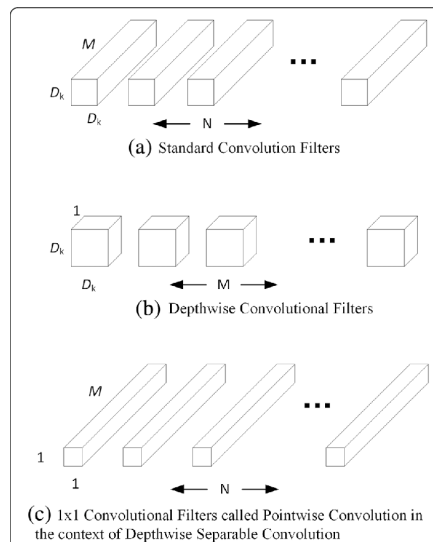 M
Dk
Dk
N
(a) Standard Convolution Filters
1
Dk
Dk
M
(b) Depthwise Convolutional Filters
M
1
1
N
(c) 1x1 Convolutional Filters called Pointwise Convolution in
the context of Depthwise Separable Convolution